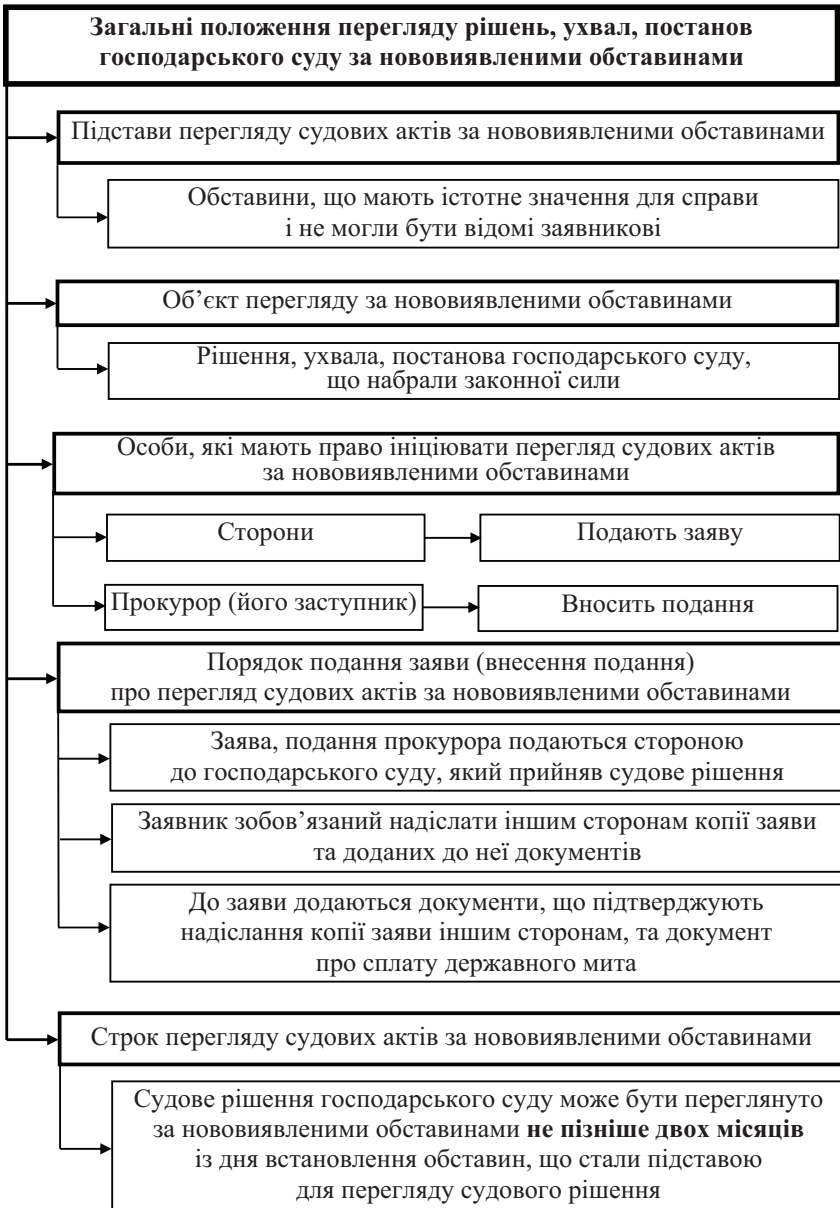 Загальні положення перегляду рішень, ухвал, постанов
господарського суду за нововиявленими обставинами
Підстави перегляду судових актів за нововиявленими обставинами
Обставини, що мають істотне значення для справи
і не могли бути відомі заявникові
Об’єкт перегляду за нововиявленими обставинами
Рішення, ухвала, постанова господарського суду,
що набрали законної сили
Особи, які мають право ініціювати перегляд судових актів
за нововиявленими обставинами
Сторони
Подають заяву
Прокурор (його заступник)
Вносить подання
Порядок подання заяви (внесення подання)
про перегляд судових актів за нововиявленими обставинами
Заява, подання прокурора подаються стороною
до господарського суду, який прийняв судове рішення
Заявник зобов’язаний надіслати іншим сторонам копії заяви
та доданих до неї документів
До заяви додаються документи, що підтверджують
надіслання копії заяви іншим сторонам, та документ
про сплату державного мита
Строк перегляду судових актів за нововиявленими обставинами
Судове рішення господарського суду може бути переглянуто
за нововиявленими обставинами не пізніше двох місяців
із дня встановлення обставин, що стали підставою
для перегляду судового рішення